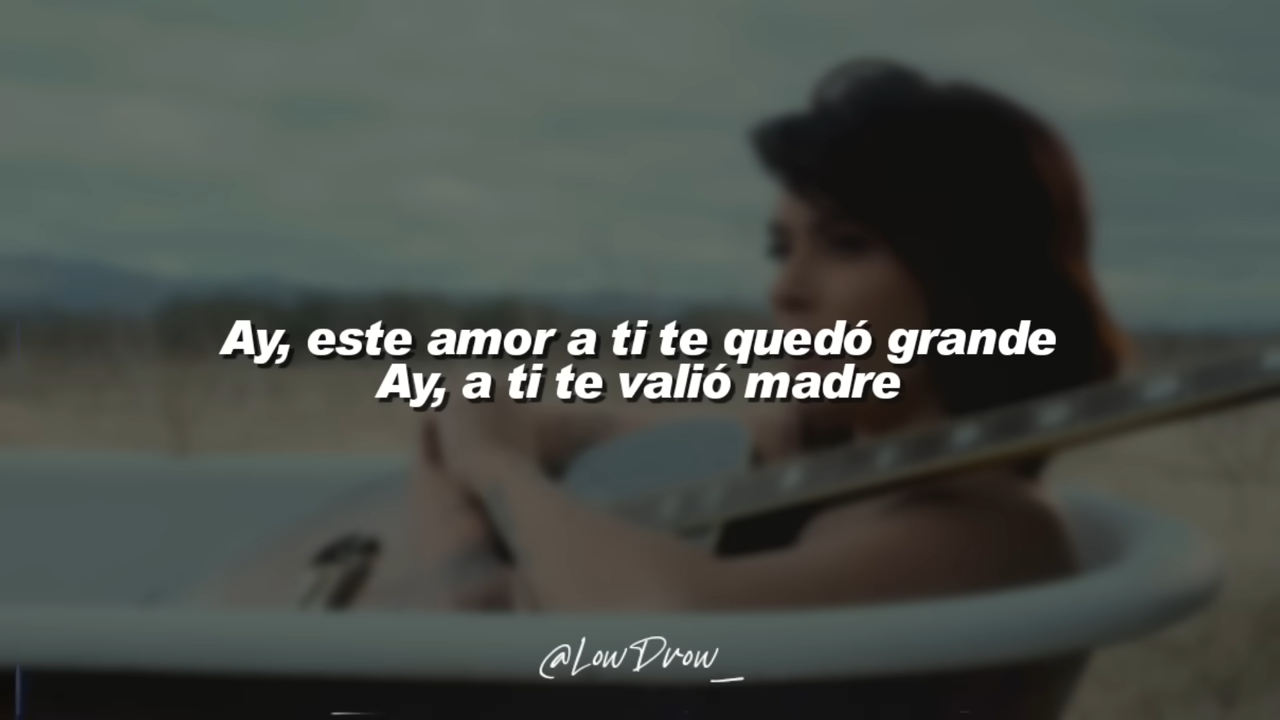 Ay, este amor a ti te quedó grande
Ay, a ti te valió madre
@LowDrow_